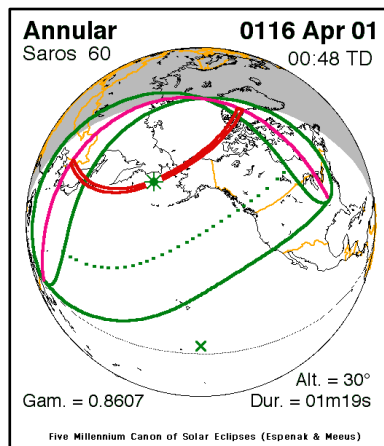 Annular 0116 Apr 01
Saros 60 00:48 TD
Alt. = 30°
Gam. = 0.8607 Dur. = 01m19s
Five Millennium Canon of Solar Eclipses (Espenak & Meeus)